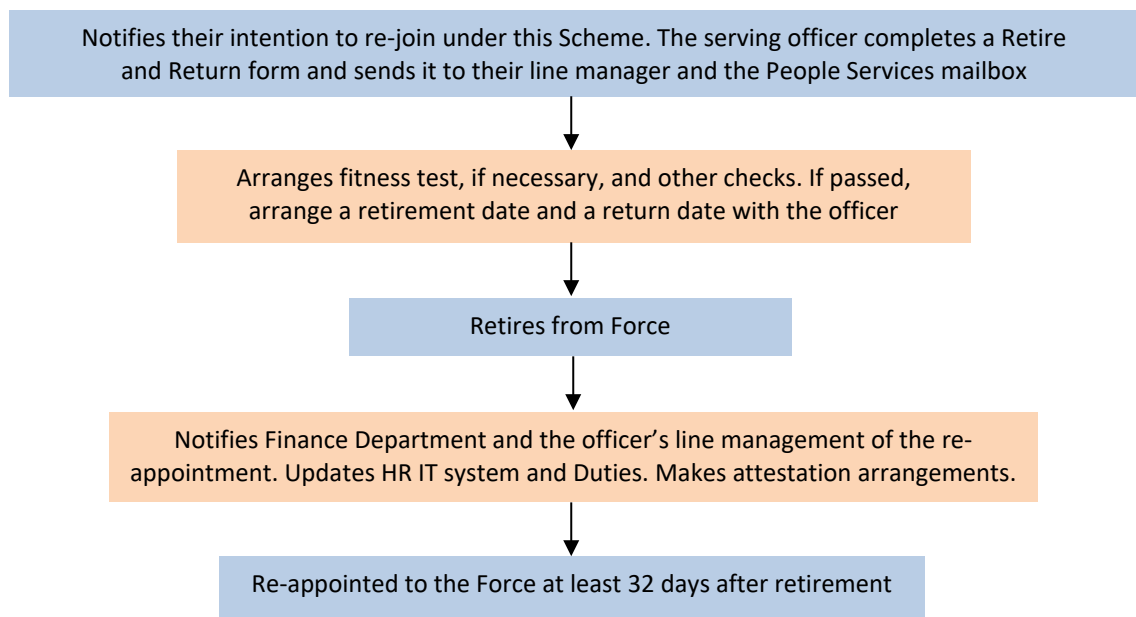 Notifies their intention to re-join under this Scheme. The serving officer completes a Retire
and Return form and sends it to their line manager and the People Services mailbox
Arranges fitness test, if necessary, and other checks. If passed,
arrange a retirement date and a return date with the officer
Retires from Force
Notifies Finance Department and the officer’s line management of the re-
appointment. Updates HR IT system and Duties. Makes attestation arrangements.
Re-appointed to the Force at least 32 days after retirement